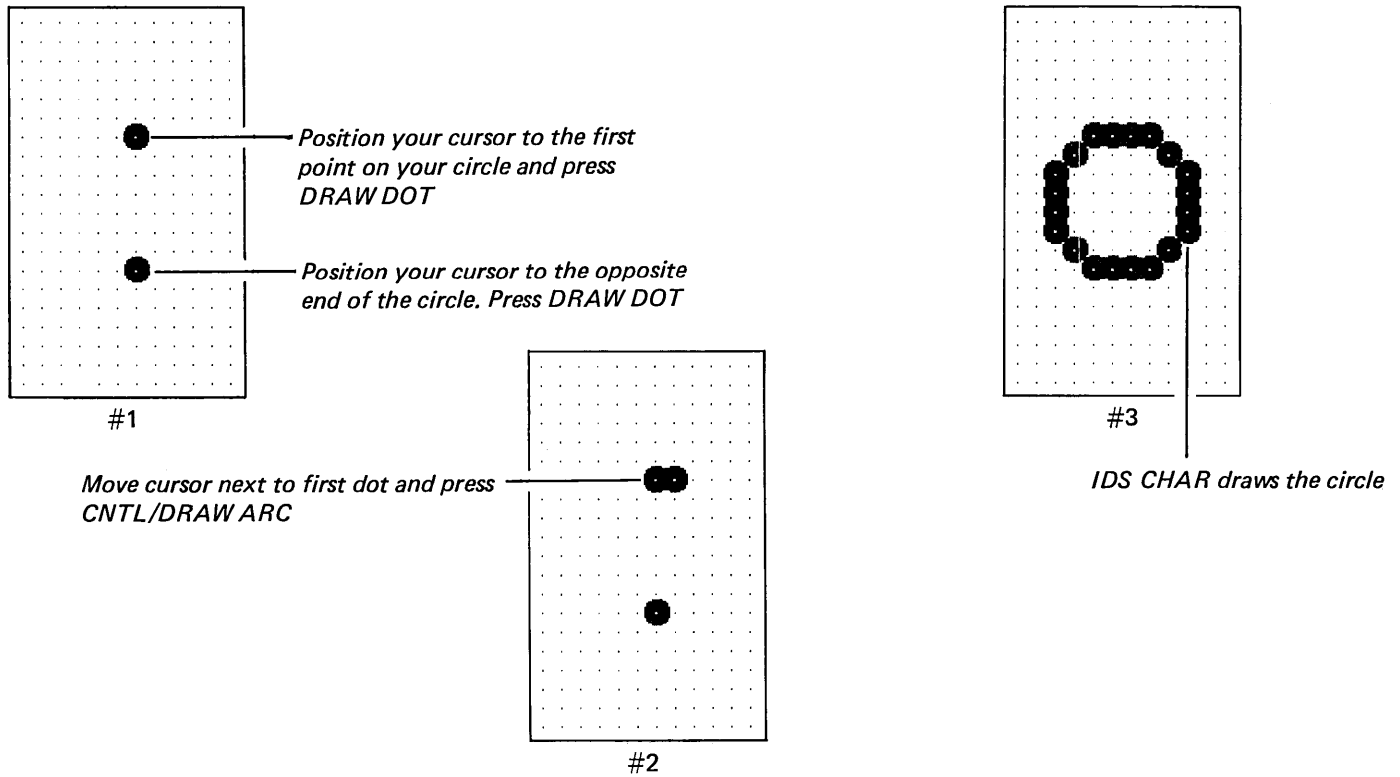 Position your cursor to the first
point on your circle and press
DRAW DOT
Position your cursor to the opposite
end of the circle. Press DRAW DOT
#1
Move cursor next to first dot and press
CNTL/DRAW ARC
#2
#3
IDS CHAR draws the circle